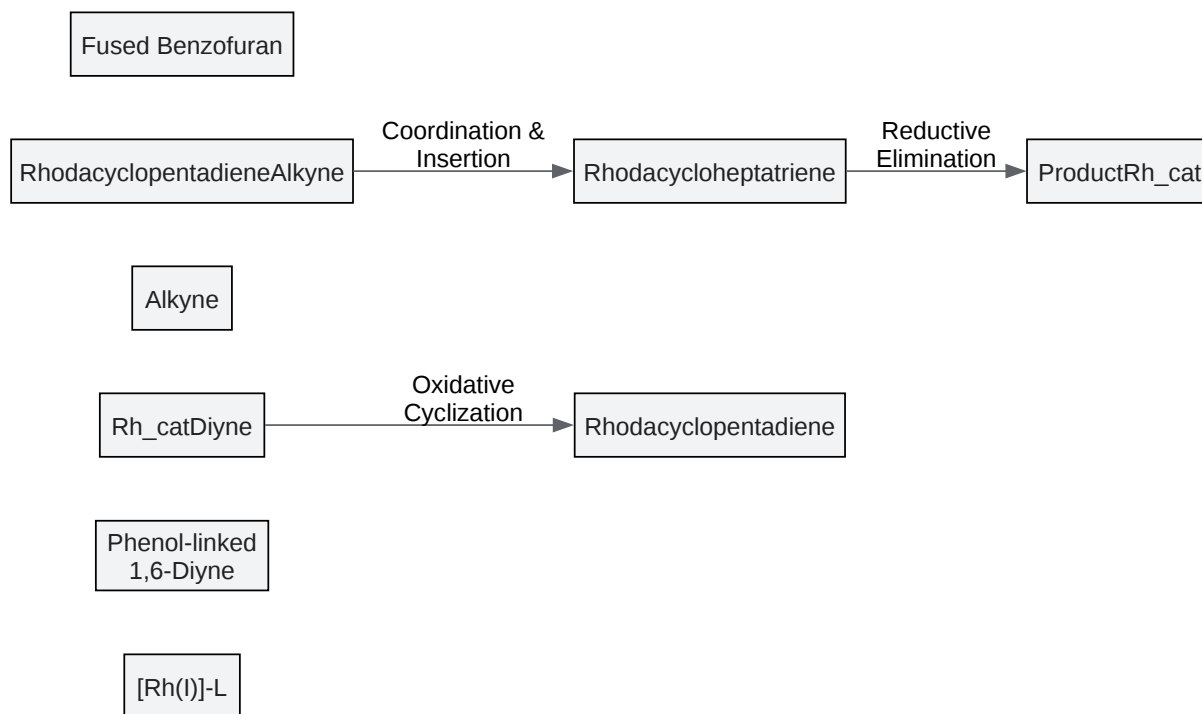 Fused Benzofuran
RhodacyclopentadieneAlkyne
Coordination &
Insertion
Rhodacycloheptatriene
Reductive
Elimination
ProductRh_cat
Alkyne
Rh_catDiyne
Oxidative
Cyclization
Rhodacyclopentadiene
Phenol-linked
1,6-Diyne
[Rh(I)]-L